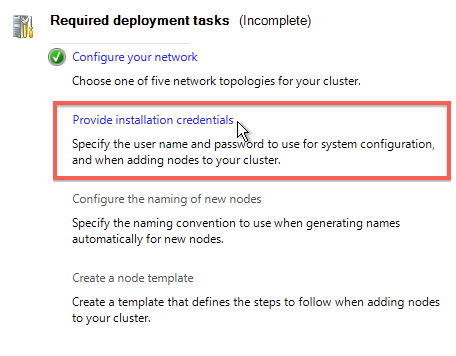 Required deployment tasks (Incomplete)
Configure your network
Choose one of five network topologies for your cluster.
Provide installation credentials
Specify the user name and password to use for system configuration,
and when adding nodes to your cluster.
Configure the naming of new nodes
Specify the naming convention to use when generating names
automatically for new nodes.
Create a node template
Create a template that defines the steps to follow when adding nodes
to your cluster.